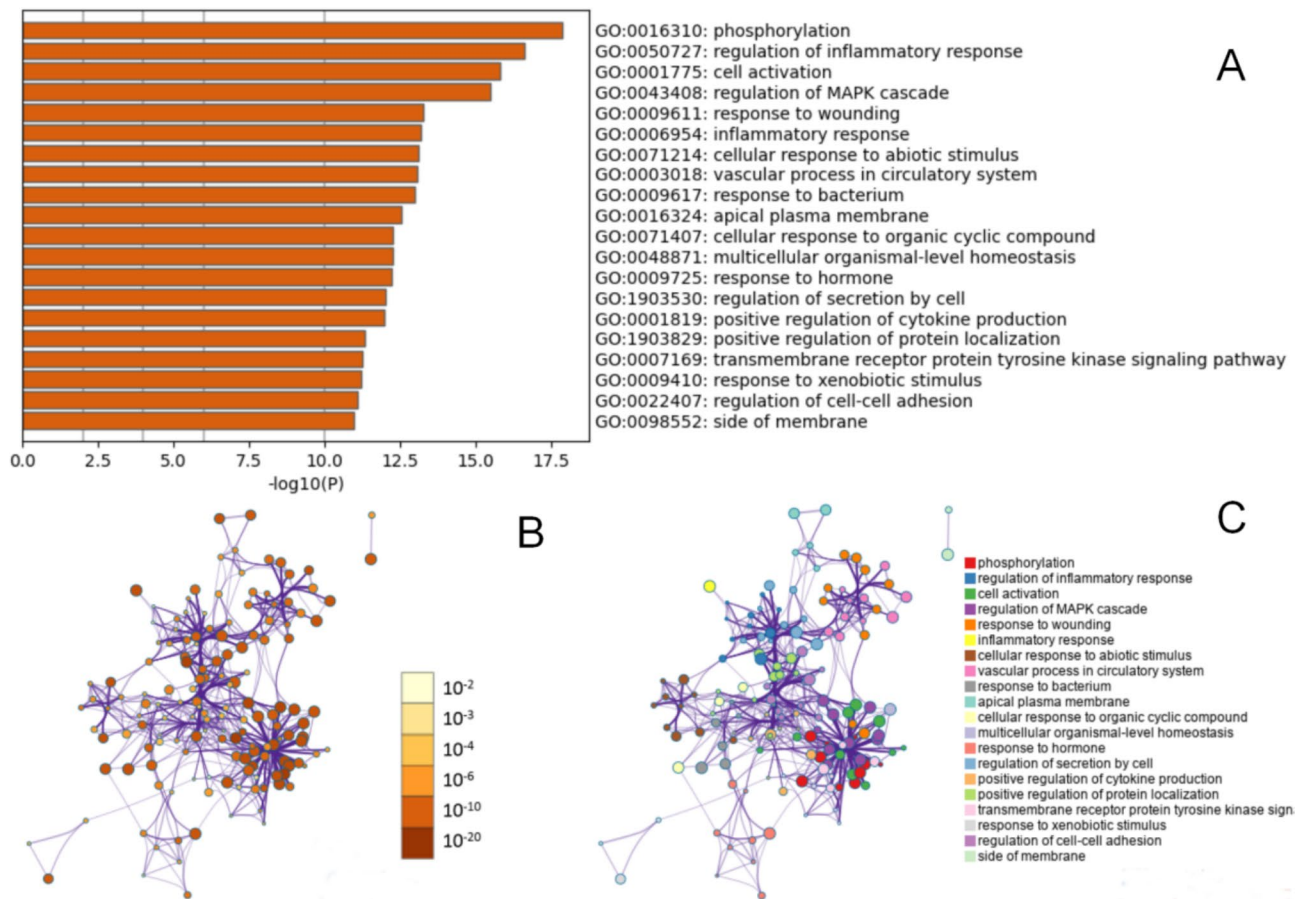 GO:0016310: phosphorylation
GO:0050727: regulation of inflammatory response
A
GO:0001775: cell activation
GO:0043408: regulation of MAPK cascade
GO:0009611: response to wounding
GO:0006954: inflammatory response
GO:0071214: cellular response to abiotic stimulus
GO:0003018: vascular process in circulatory system
GO:0009617: response to bacterium
GO:0016324: apical plasma membrane
GO:0071407: cellular response to organic cyclic compound
GO:0048871: multicellular organismal-level homeostasis
GO:0009725: response to hormone
GO:1903530: regulation of secretion by cell
GO:0001819: positive regulation of cytokine production
GO:1903829: positive regulation of protein localization
GO:0007169: transmembrane receptor protein tyrosine kinase signaling pathway
GO:0009410: response to xenobiotic stimulus
GO:0022407: regulation of cell-cell adhesion
GO:0098552: side of membrane
0.0 2.5 5.0 7.5 10.0 12.5 15.0 17.5
-log10(P)
B
10-2
10-3
10-4
10-6
10-10
10-20
C
phosphorylation
regulation of inflammatory response
cell activation
regulation of MAPK cascade
response to wounding
inflammatory response
cellular response to abiotic stimulus
vascular process in circulatory system
response to bacterium
apical plasma membrane
cellular response to organic cyclic compound
multicellular organismal-level homeostasis
response to hormone
regulation of secretion by cell
positive regulation of cytokine production
positive regulation of protein localization
transmembrane receptor protein tyrosine kinase sign
response to xenobiotic stimulus
regulation of cell-cell adhesion
side of membrane